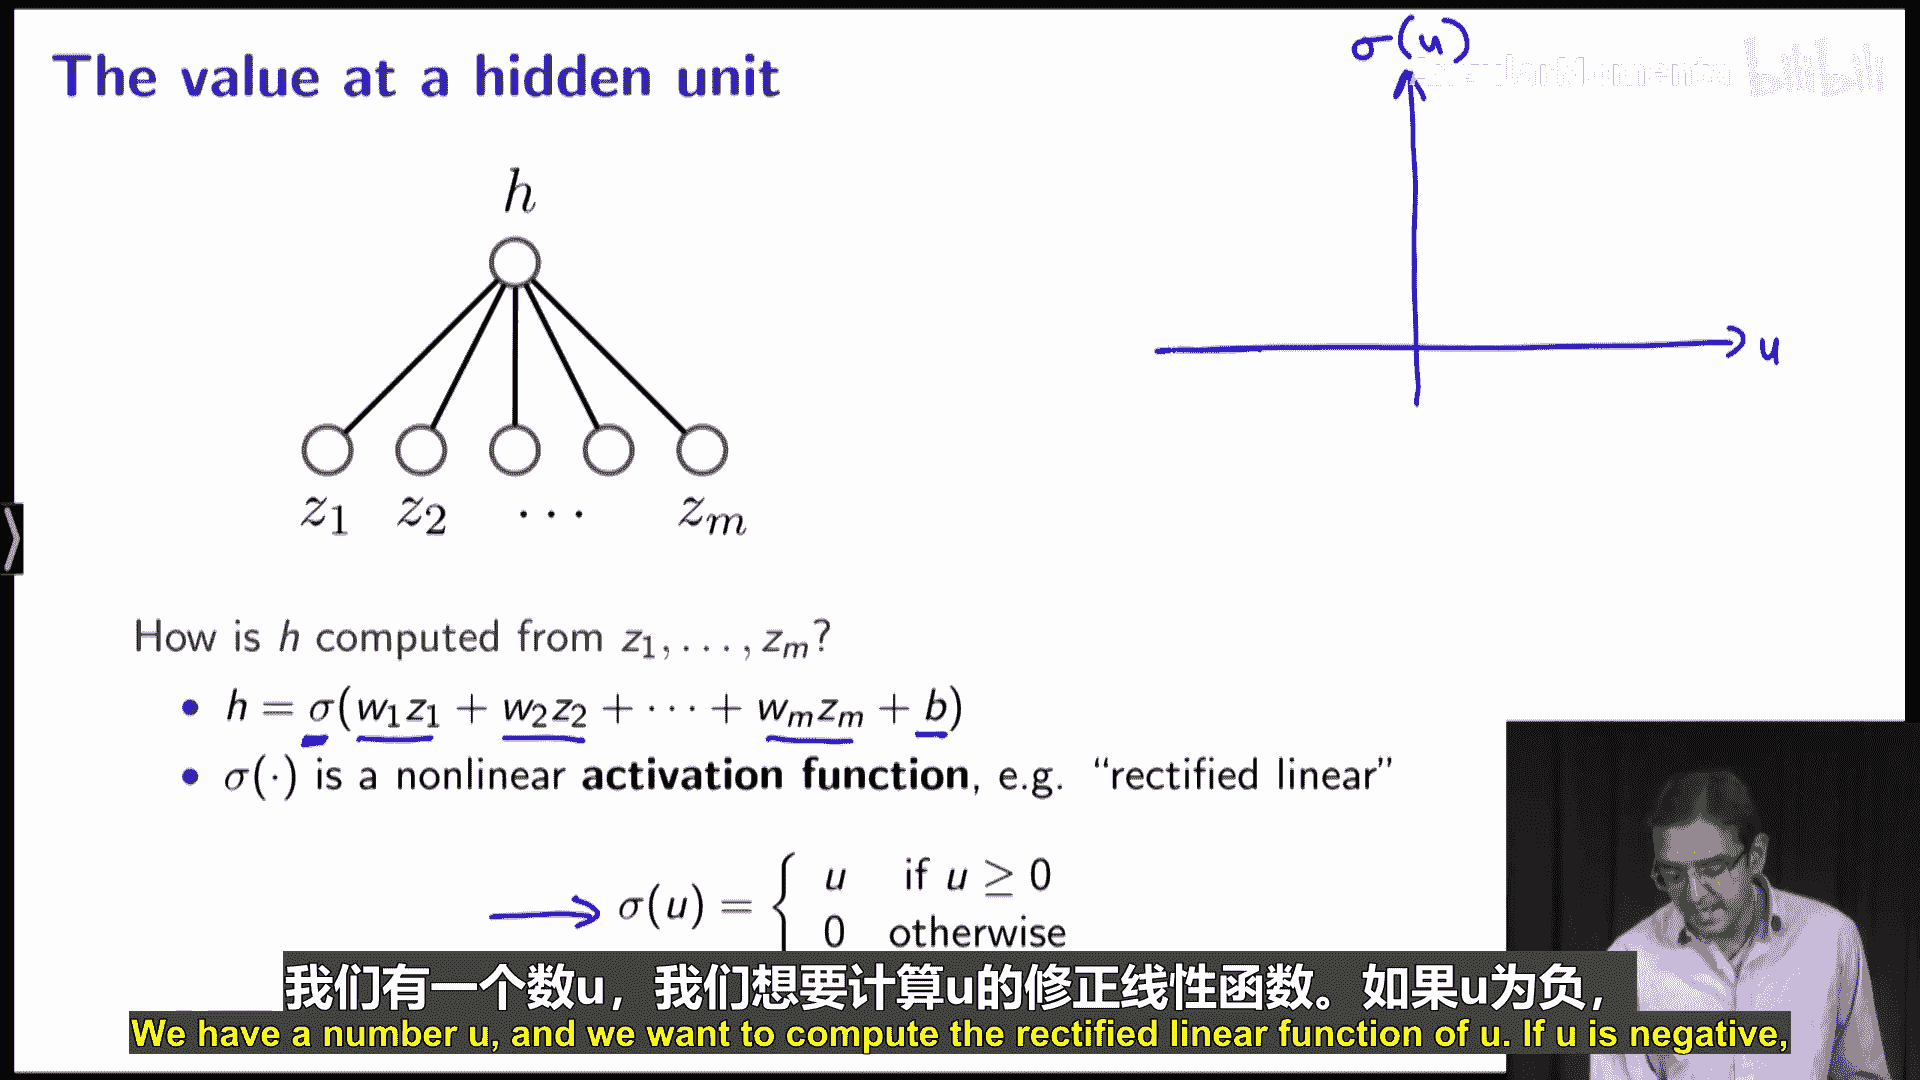 The value at a hidden unit
σ(u)
bilibili
h
u
z₁ z₂ ... zₘ
How is h computed from z₁, . . . , zₘ?
• h = σ(w₁z₁ + w₂z₂ + · · · + wₘzₘ + b)
• σ(·) is a nonlinear activation function, e.g. “rectified linear”
σ(u) = { u if u ≥ 0
0 otherwise
我们有一个数u，我们想要计算u的修正线性函数。如果u为负，
We have a number u, and we want to compute the rectified linear function of u. If u is negative,